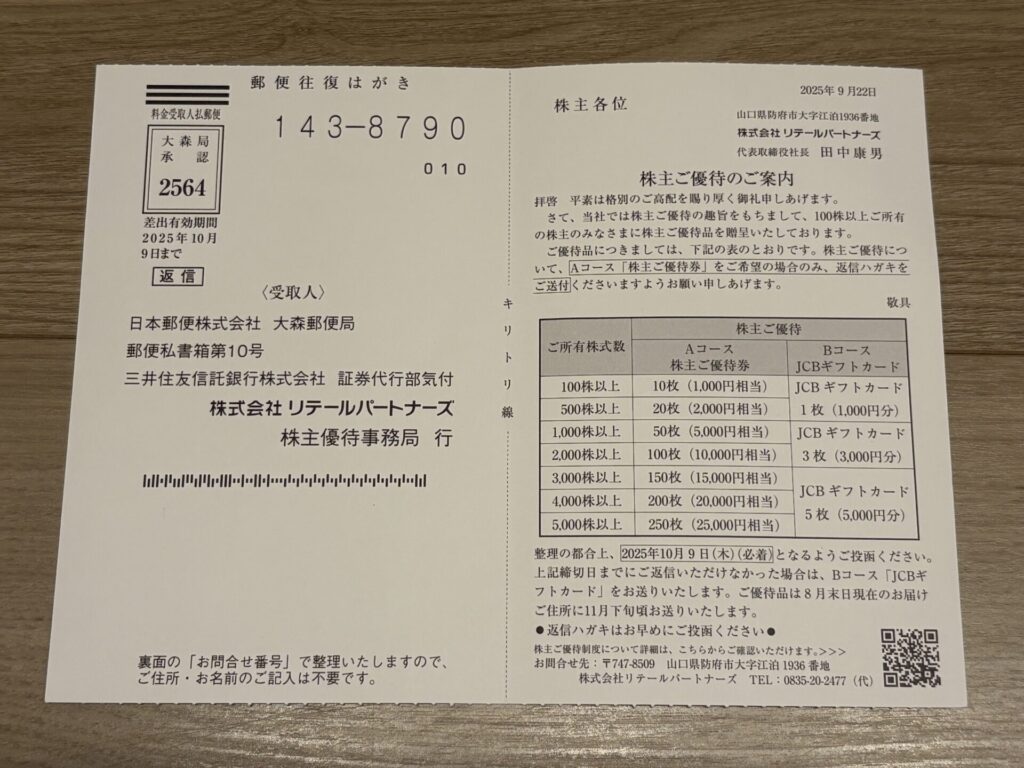 郵便往復はがき
料金受取人払郵便
大森局
承認
2564
差出有効期間
2025年10月
9日まで
返信
143-8790
010
〈受取人〉
日本郵便株式会社 大森郵便局
郵便私書箱第10号
三井住友信託銀行株式会社 証券代行部気付
株式会社 リテールパートナーズ
株主優待事務局 行
裏面の「お問合せ番号」で整理いたしますので、
ご住所・お名前のご記入は不要です。
キリトリ線
2025年9月22日
株主各位
山口県防府市大字江泊1936番地
株式会社 リテールパートナーズ
代表取締役社長 田中康男
株主ご優待のご案内
拝啓 平素は格別のご高配を賜り厚く御礼申しあげます。
さて、当社では株主ご優待の趣旨をもちまして、100株以上ご所有
の株主のみなさまに株主ご優待品を贈呈いたしております。
ご優待品につきましては、下記の表のとおりです。株主ご優待につ
いて、Aコース「株主ご優待券」をご希望の場合のみ、返信ハガキを
ご送付くださいますようお願い申しあげます。
敬具
ご所有株式数
株主ご優待
Aコース
株主ご優待券
Bコース
JCBギフトカード
100株以上 10枚（1,000円相当） JCBギフトカード
500株以上 20枚（2,000円相当） 1枚（1,000円分）
1,000株以上 50枚（5,000円相当） JCBギフトカード
2,000株以上 100枚（10,000円相当） 3枚（3,000円分）
3,000株以上 150枚（15,000円相当）
4,000株以上 200枚（20,000円相当）
5,000株以上 250枚（25,000円相当）
JCBギフトカード
5枚（5,000円分）
整理の都合上、2025年10月9日（木）（必着）となるようご投函ください。
上記締切日までにご返信いただけなかった場合は、Bコース「JCBギ
フトカード」をお送りいたします。ご優待品は8月末日現在のお届け
ご住所に11月下旬頃お送りいたします。
●返信ハガキはお早めにご投函ください●
株主ご優待制度について詳細は、こちらからご確認いただけます。>>>
お問合せ先：〒747-8509 山口県防府市大字江泊1936番地
株式会社リテールパートナーズ TEL：0835-20-2477（代）